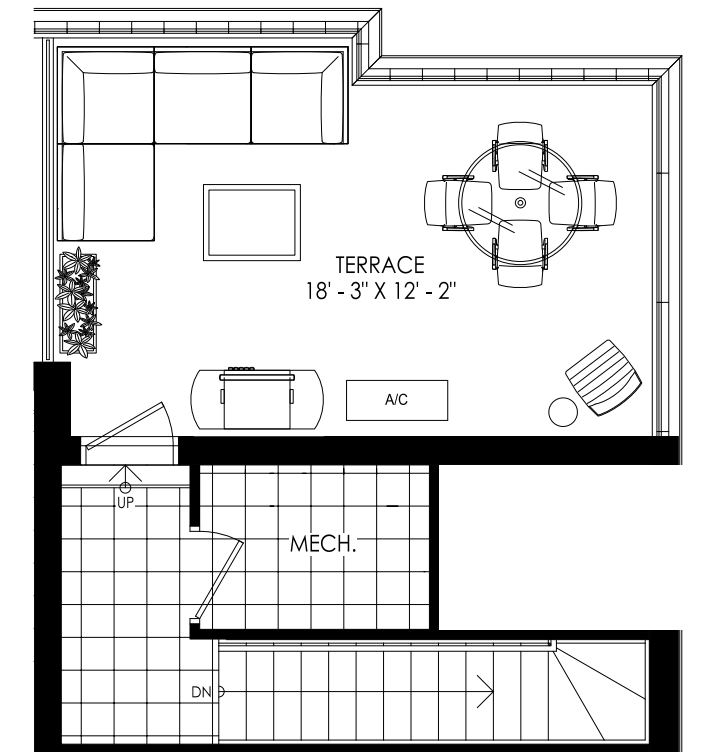 TERRACE
18' - 3" X 12' - 2"
A/C
UP
MECH.
DN